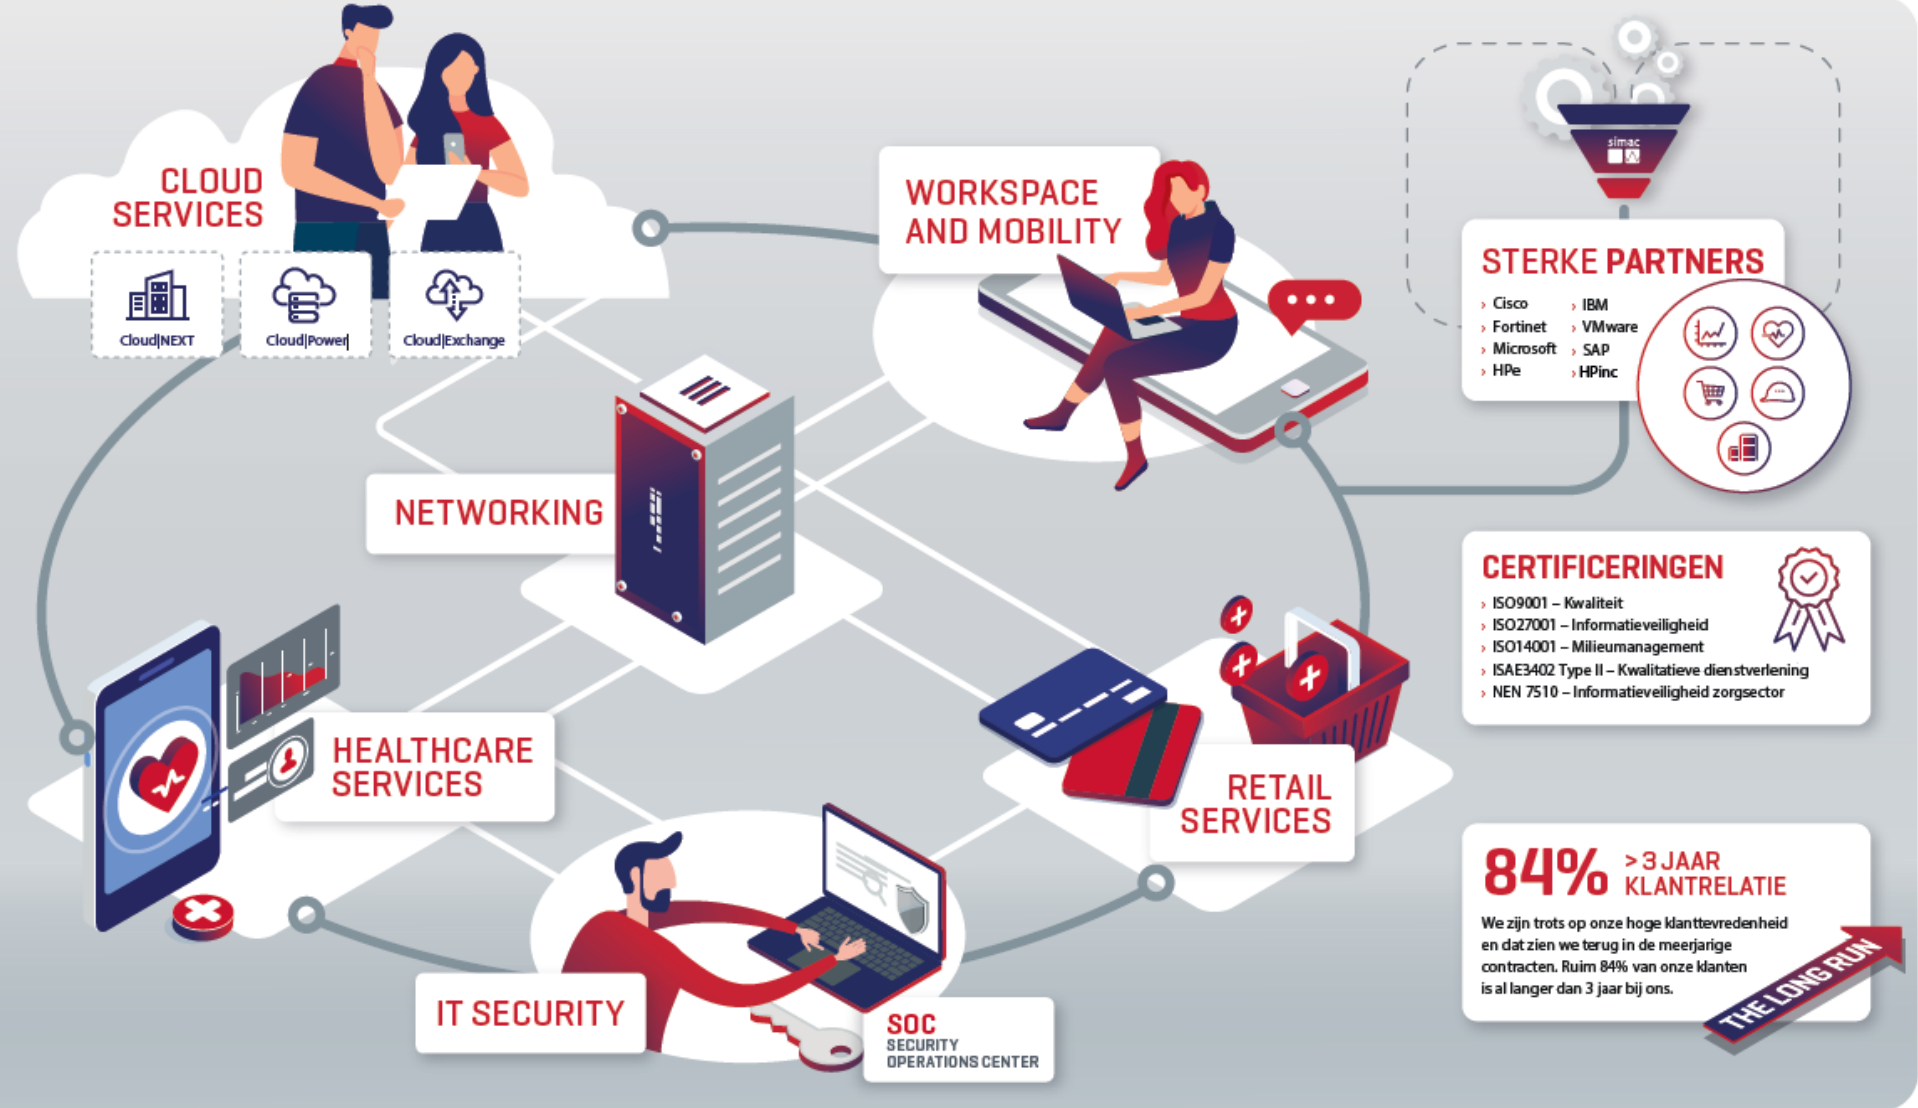 CLOUD
SERVICES
Cloud|NEXT
Cloud|Power|
Cloud|Exchange
WORKSPACE
AND MOBILITY
NETWORKING
HEALTHCARE
SERVICES
RETAIL
SERVICES
IT SECURITY
SOC
SECURITY
OPERATIONS CENTER
simac
STERKE PARTNERS
› Cisco
› Fortinet
› Microsoft
› HPe
› IBM
› VMware
› SAP
› HPinc
CERTIFICERINGEN
› ISO9001 – Kwaliteit
› ISO27001 – Informatieveiligheid
› ISO14001 – Milieumanagement
› ISAE3402 Type II – Kwalitatieve dienstverlening
› NEN 7510 – Informatieveiligheid zorgsector
84%
> 3 JAAR
KLANTRELATIE
We zijn trots op onze hoge klanttevredenheid
en dat zien we terug in de meerjarige
contracten. Ruim 84% van onze klanten
is al langer dan 3 jaar bij ons.
THE LONG RUN